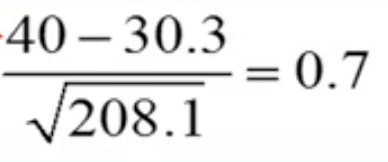 40 – 30.3
√208.1
= 0.7